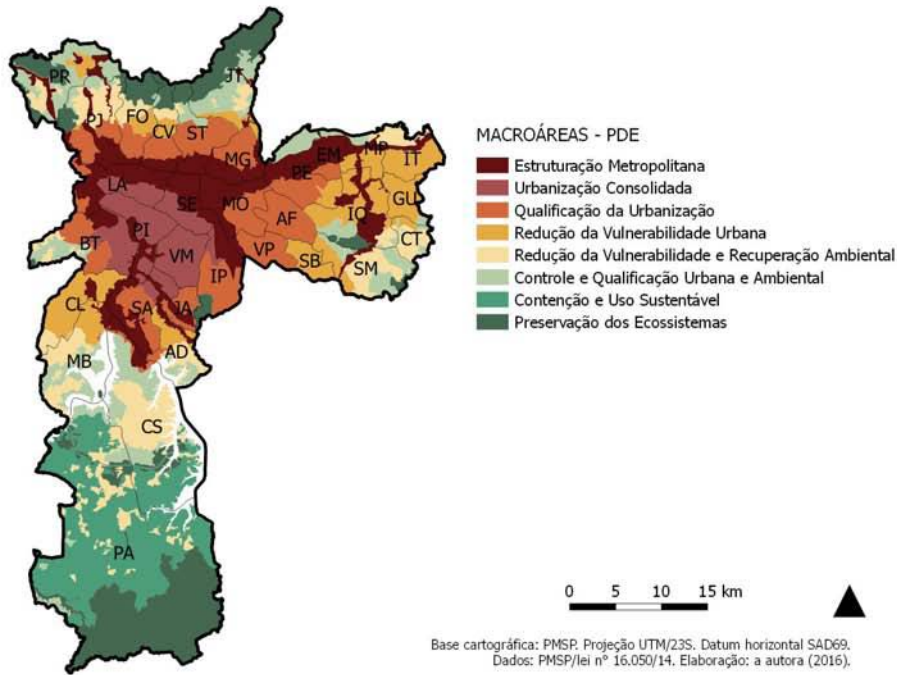 PR
JT
PJ
FO
CV
ST
MG
EM
MP
IT
PE
LA
SE
MO
AF
IQ
GU
PI
CT
BT
VM
VP
SB
SM
IP
CL
SA
JA
AD
MB
CS
PA
MACROÁREAS - PDE
Estruturação Metropolitana
Urbanização Consolidada
Qualificação da Urbanização
Redução da Vulnerabilidade Urbana
Redução da Vulnerabilidade e Recuperação Ambiental
Controle e Qualificação Urbana e Ambiental
Contenção e Uso Sustentável
Preservação dos Ecossistemas
0 5 10 15 km
Base cartográfica: PMSP. Projeção UTM/23S. Datum horizontal SAD69.
Dados: PMSP/lei nº 16.050/14. Elaboração: a autora (2016).